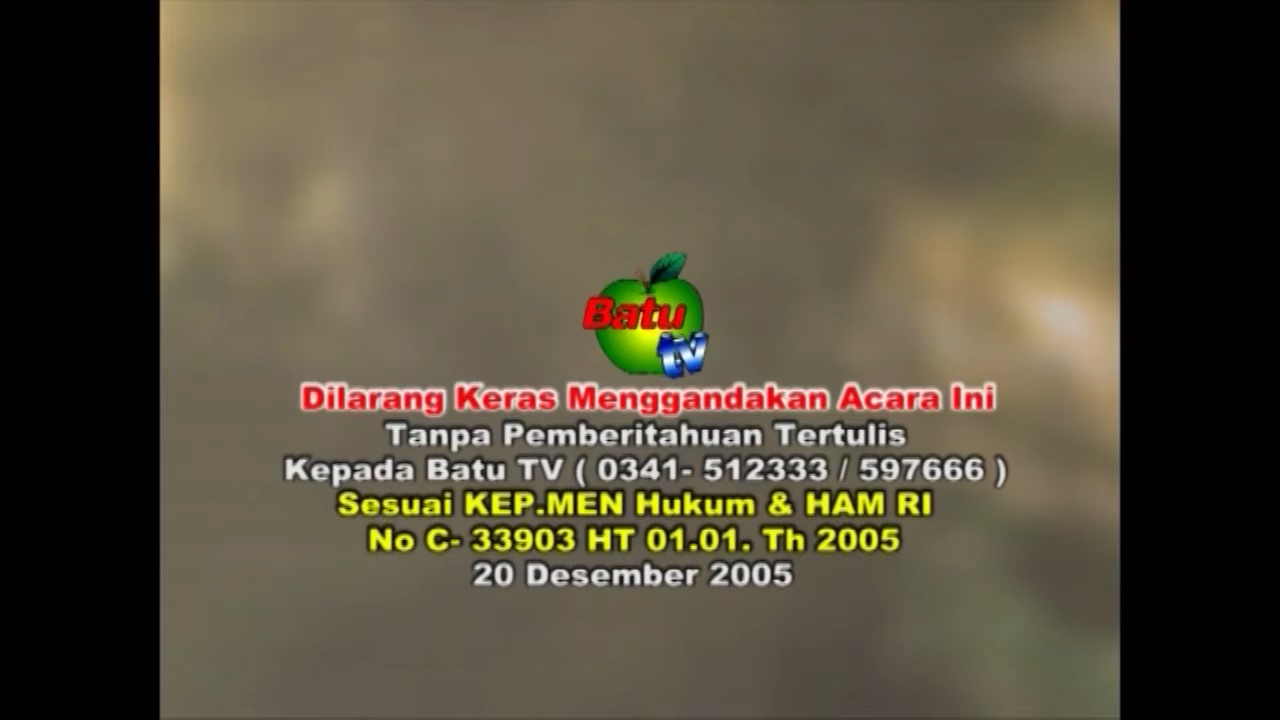 Batu
tv
Dilarang Keras Menggandakan Acara Ini
Tanpa Pemberitahuan Tertulis
Kepada Batu TV ( 0341- 512333 / 597666 )
Sesuai KEP.MEN Hukum & HAM RI
No C- 33903 HT 01.01. Th 2005
20 Desember 2005